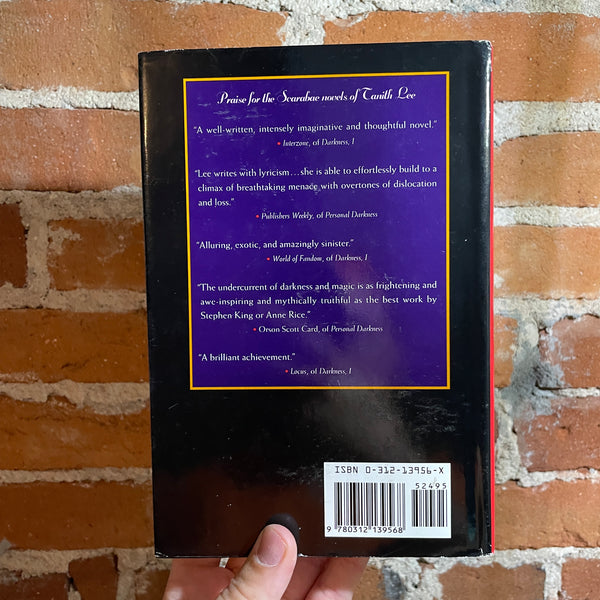 Praise for the Scarabae novels of Tanith Lee
"A well-written, intensely imaginative and thoughtful novel."
• Interzone, of Darkness, I
"Lee writes with lyricism...she is able to effortlessly build to a
climax of breathtaking menace with overtones of dislocation
and loss."
• Publishers Weekly, of Personal Darkness
"Alluring, exotic, and amazingly sinister."
• World of Fandom, of Darkness, I
"The undercurrent of darkness and magic is as frightening and
awe-inspiring and mythically truthful as the best work by
Stephen King or Anne Rice."
• Orson Scott Card, of Personal Darkness
"A brilliant achievement."
• Locus, of Darkness, I
ISBN 0-312-13956-X
52495
9 780312 139568